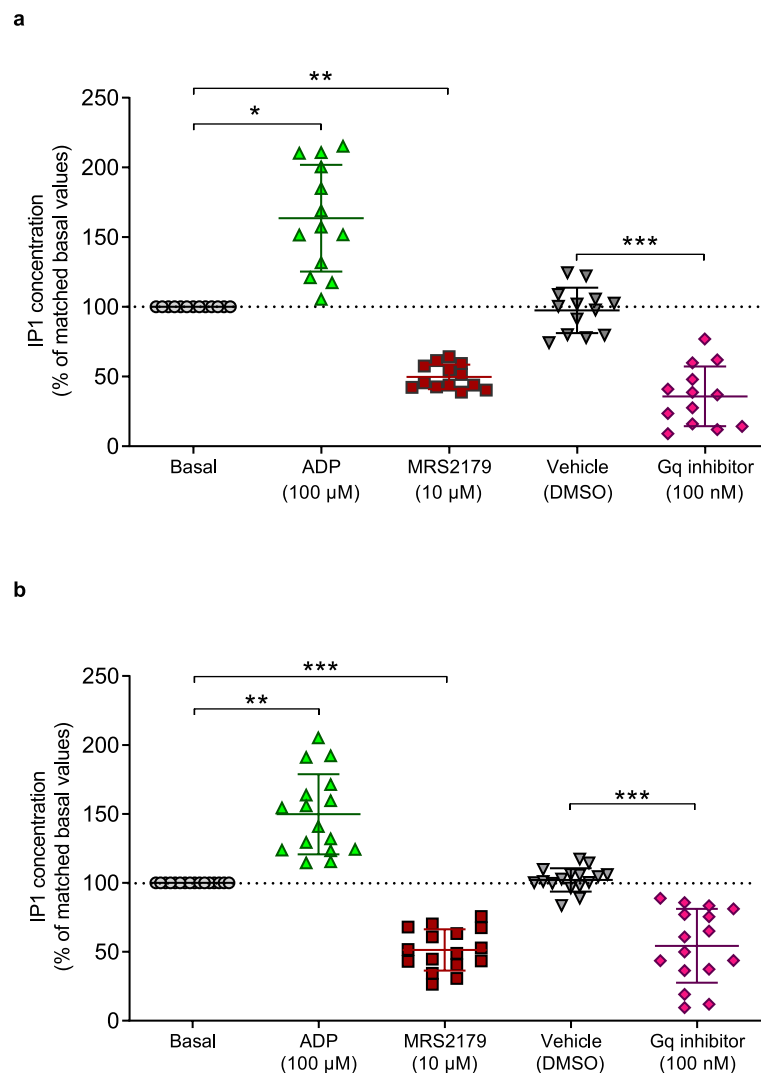 a
**
*
***
250
200
150
100
50
0
IP1 concentration
(% of matched basal values)
Basal
ADP
(100 µM)
MRS2179
(10 µM)
Vehicle
(DMSO)
Gq inhibitor
(100 nM)
b
***
**
***
250
200
150
100
50
0
IP1 concentration
(% of matched basal values)
Basal
ADP
(100 µM)
MRS2179
(10 µM)
Vehicle
(DMSO)
Gq inhibitor
(100 nM)